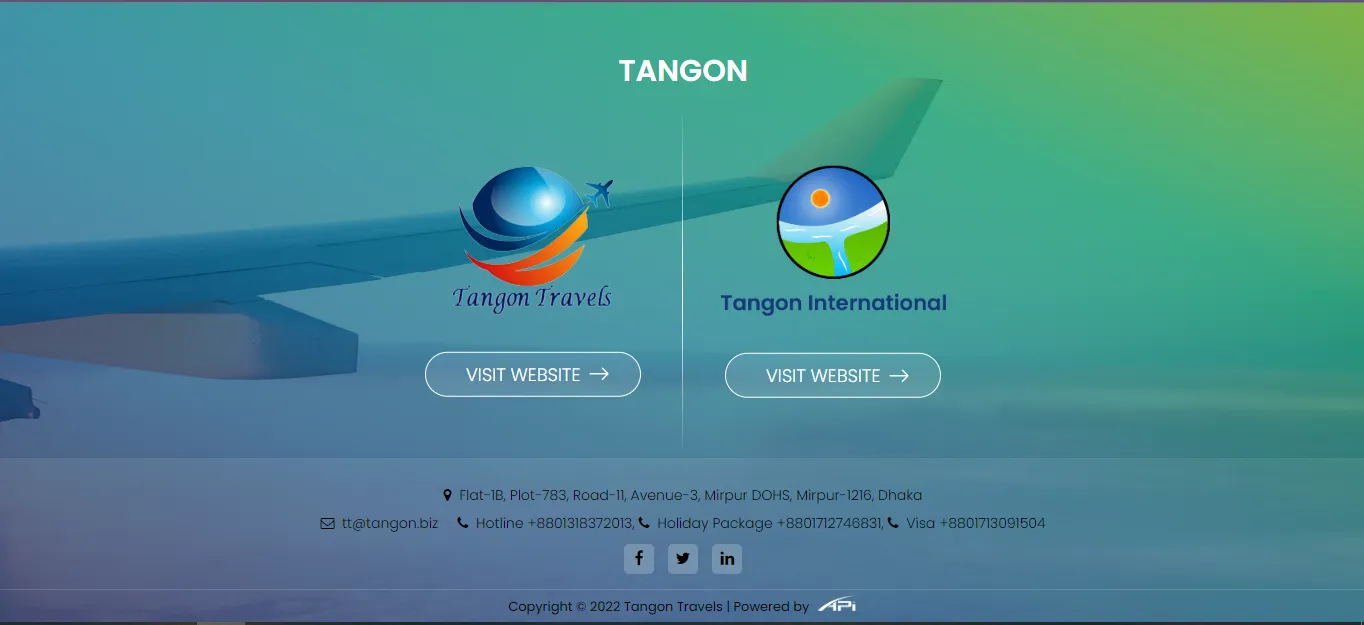 TANGON
Tangon Travels
Tangon International
VISIT WEBSITE →
VISIT WEBSITE →
Flat-1B, Plot-783, Road-11, Avenue-3, Mirpur DOHS, Mirpur-1216, Dhaka
tt@tangon.biz Hotline +8801318372013, Holiday Package +8801712746831, Visa +8801713091504
f in
Copyright © 2022 Tangon Travels | Powered by APi